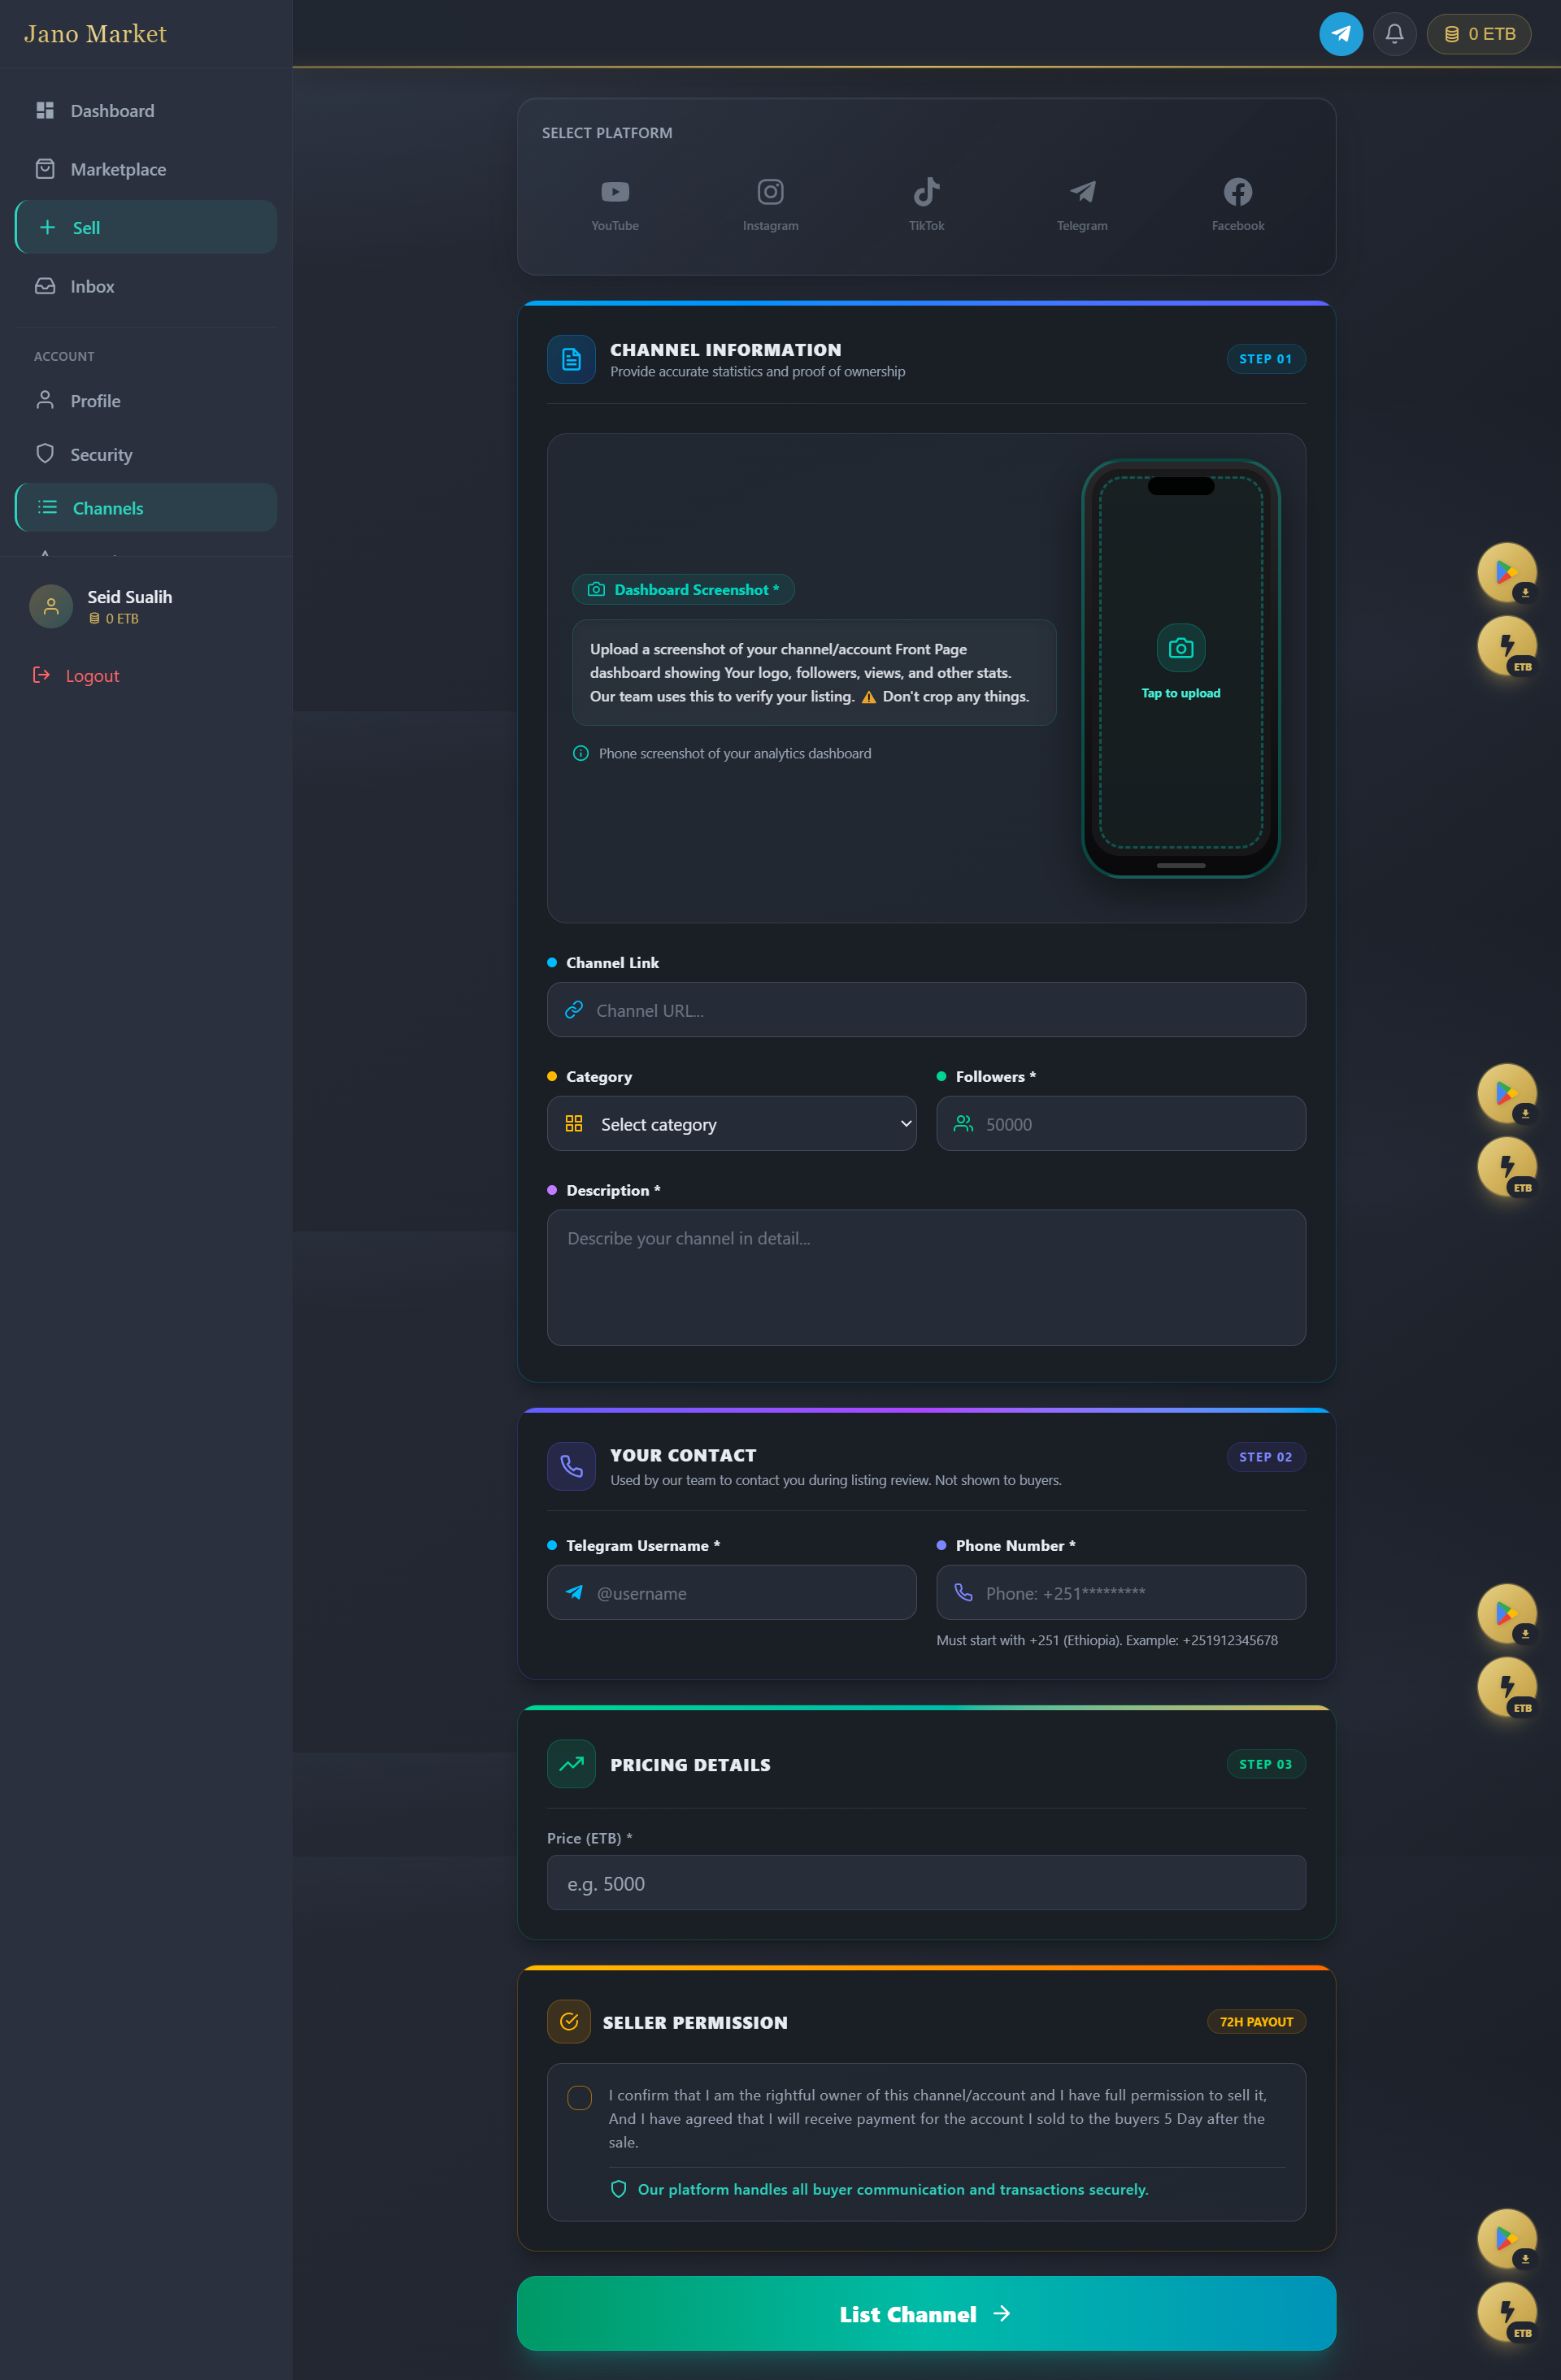 Jano Market
0 ETB
Dashboard
Marketplace
Sell
Inbox
ACCOUNT
Profile
Security
Channels
Seid Sualih
0 ETB
Logout
SELECT PLATFORM
YouTube
Instagram
TikTok
Telegram
Facebook
CHANNEL INFORMATION
Provide accurate statistics and proof of ownership
STEP 01
Dashboard Screenshot *
Upload a screenshot of your channel/account Front Page
dashboard showing Your logo, followers, views, and other stats.
Our team uses this to verify your listing. ⚠️ Don't crop any things.
Phone screenshot of your analytics dashboard
Tap to upload
Channel Link
Channel URL...
Category
Select category
Followers *
50000
Description *
Describe your channel in detail...
YOUR CONTACT
Used by our team to contact you during listing review. Not shown to buyers.
STEP 02
Telegram Username *
@username
Phone Number *
Phone: +251*********
Must start with +251 (Ethiopia). Example: +251912345678
PRICING DETAILS
STEP 03
Price (ETB) *
e.g. 5000
SELLER PERMISSION
72H PAYOUT
I confirm that I am the rightful owner of this channel/account and I have full permission to sell it,
And I have agreed that I will receive payment for the account I sold to the buyers 5 Day after the
sale.
Our platform handles all buyer communication and transactions securely.
List Channel
ETB
ETB
ETB
ETB